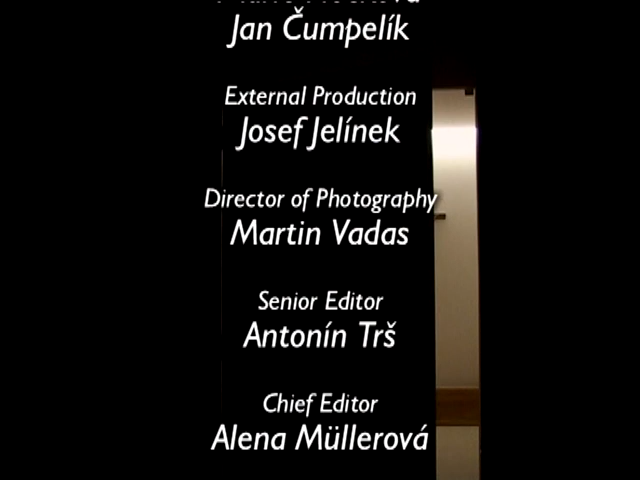 Jan Čumpelík
External Production
Josef Jelínek
Director of Photography
Martin Vadas
Senior Editor
Antonín Trš
Chief Editor
Alena Müllerová